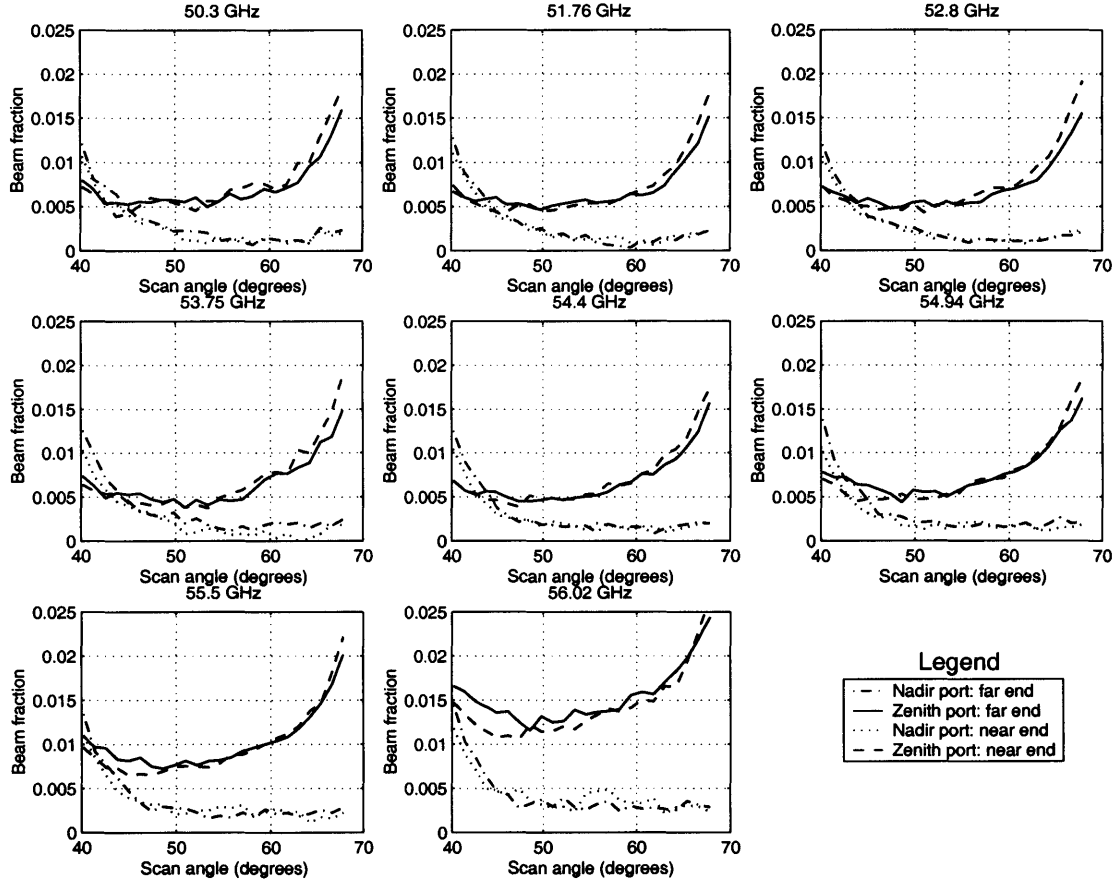 50.3 GHz
51.76 GHz
52.8 GHz
0.025
0.02
0.015
0.01
0.005
0
Beam fraction
40 50 60 70
Scan angle (degrees)
0.025
0.02
0.015
0.01
0.005
0
Beam fraction
40 50 60 70
Scan angle (degrees)
0.025
0.02
0.015
0.01
0.005
0
Beam fraction
40 50 60 70
Scan angle (degrees)
53.75 GHz
54.4 GHz
54.94 GHz
0.025
0.02
0.015
0.01
0.005
0
Beam fraction
40 50 60 70
Scan angle (degrees)
0.025
0.02
0.015
0.01
0.005
0
Beam fraction
40 50 60 70
Scan angle (degrees)
0.025
0.02
0.015
0.01
0.005
0
Beam fraction
40 50 60 70
Scan angle (degrees)
55.5 GHz
56.02 GHz
0.025
0.02
0.015
0.01
0.005
0
Beam fraction
40 50 60 70
Scan angle (degrees)
0.025
0.02
0.015
0.01
0.005
0
Beam fraction
40 50 60 70
Scan angle (degrees)
Legend
Nadir port: far end
Zenith port: far end
Nadir port: near end
Zenith port: near end